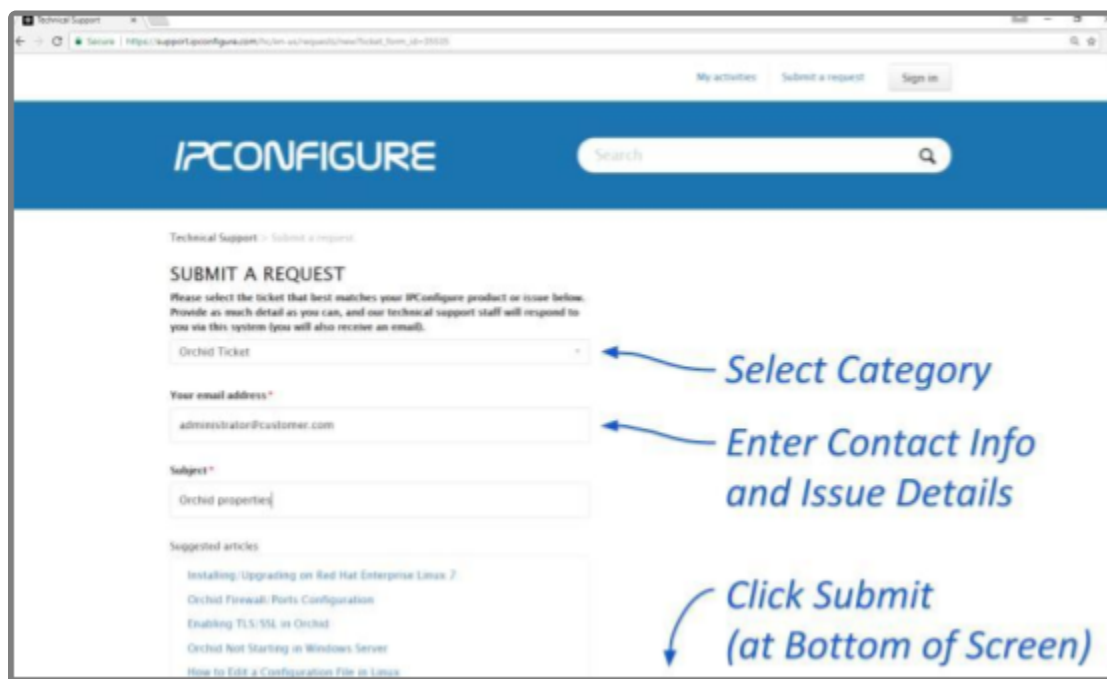 Technical Support
Secure | https://support.ipconfigure.com/hc/en-us/requests/new?ticket_form_id=
My activities Submit a request Sign in
IPCONFIGURE
Search
Technical Support > Submit a request
SUBMIT A REQUEST
Please select the ticket that best matches your IPConfigure product or issue below.
Provide as much detail as you can, and our technical support staff will respond to
you via this system (you will also receive an email).
Orchid Ticket
Select Category
Your email address*
administrator@customer.com
Enter Contact Info
and Issue Details
Subject*
Orchid properties
Suggested articles
Installing/Upgrading on Red Hat Enterprise Linux 7
Orchid Firewall/Ports Configuration
Enabling TLS/SSL in Orchid
Orchid Not Starting in Windows Server
How to Edit a Configuration File in Linux
Click Submit
(at Bottom of Screen)